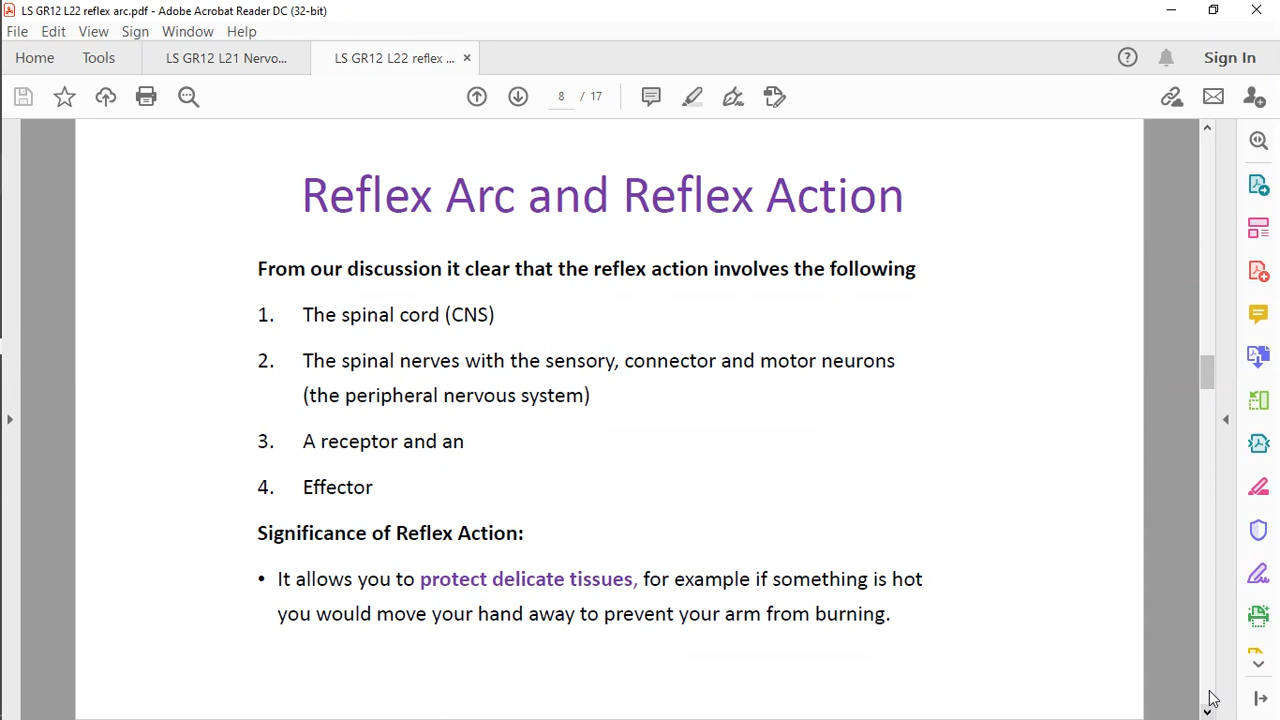 LS GR12 L22 reflex arc.pdf - Adobe Acrobat Reader DC (32-bit)
File Edit View Sign Window Help
Home Tools LS GR12 L21 Nervo... LS GR12 L22 reflex ... × Sign In
8 / 17
Reflex Arc and Reflex Action
From our discussion it clear that the reflex action involves the following
1. The spinal cord (CNS)
2. The spinal nerves with the sensory, connector and motor neurons
(the peripheral nervous system)
3. A receptor and an
4. Effector
Significance of Reflex Action:
• It allows you to protect delicate tissues, for example if something is hot
you would move your hand away to prevent your arm from burning.